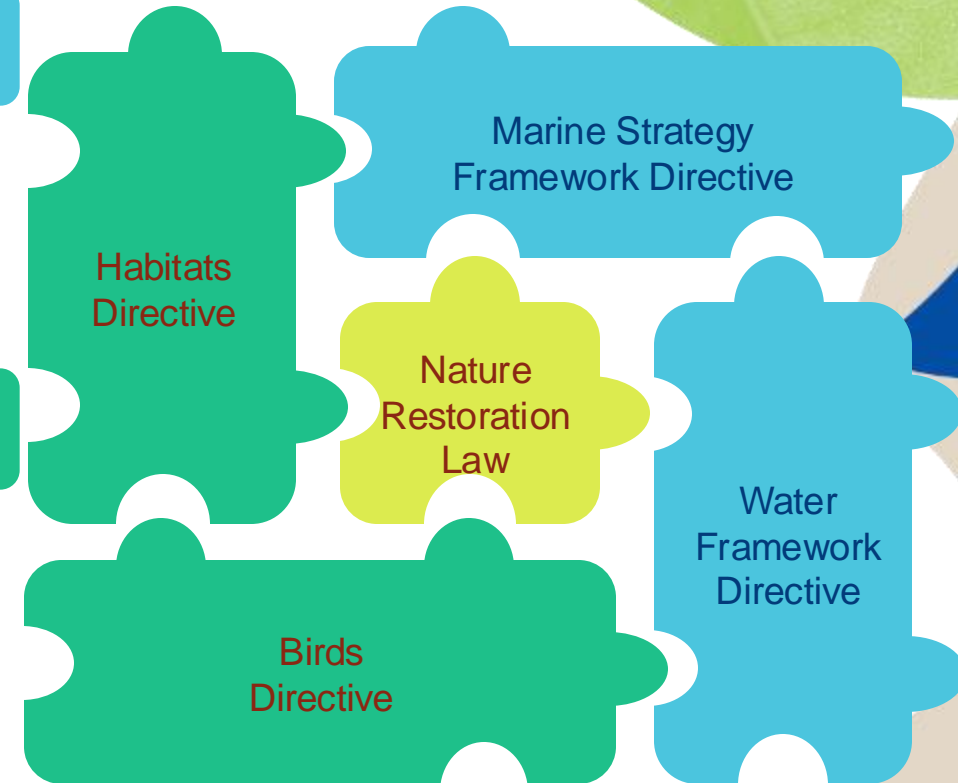 Habitats
Directive
Marine Strategy
Framework Directive
Nature
Restoration
Law
Water
Framework
Directive
Birds
Directive